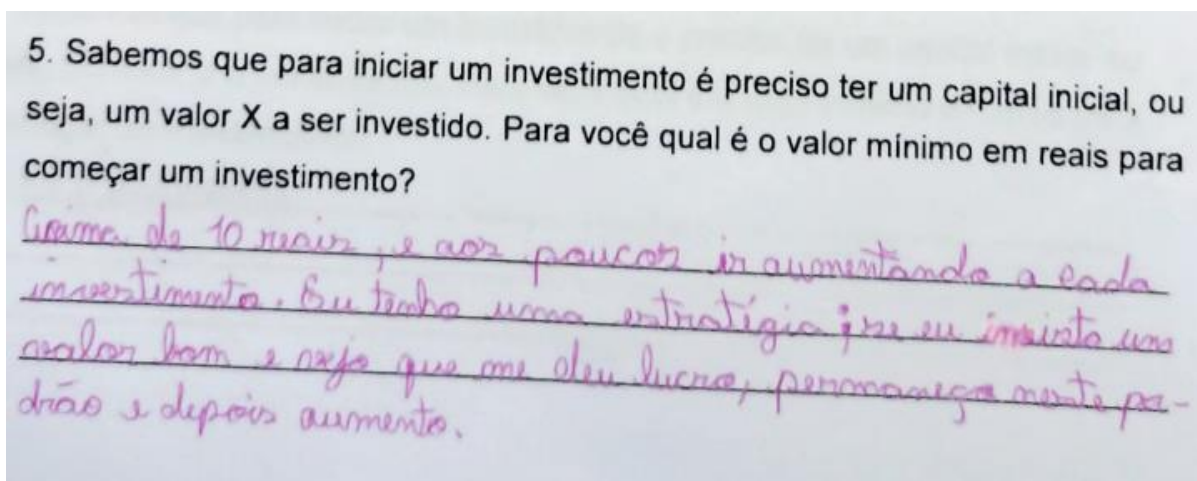 5. Sabemos que para iniciar um investimento é preciso ter um capital inicial, ou
seja, um valor X a ser investido. Para você qual é o valor mínimo em reais para
começar um investimento?
de 10 reais, e aos poucos ir aumentando a cada
investimento. Eu tenho uma estratégia, se eu invisto um
valor bom e vejo que me deu lucro, permaneço neste pa-
drão e depois aumento.